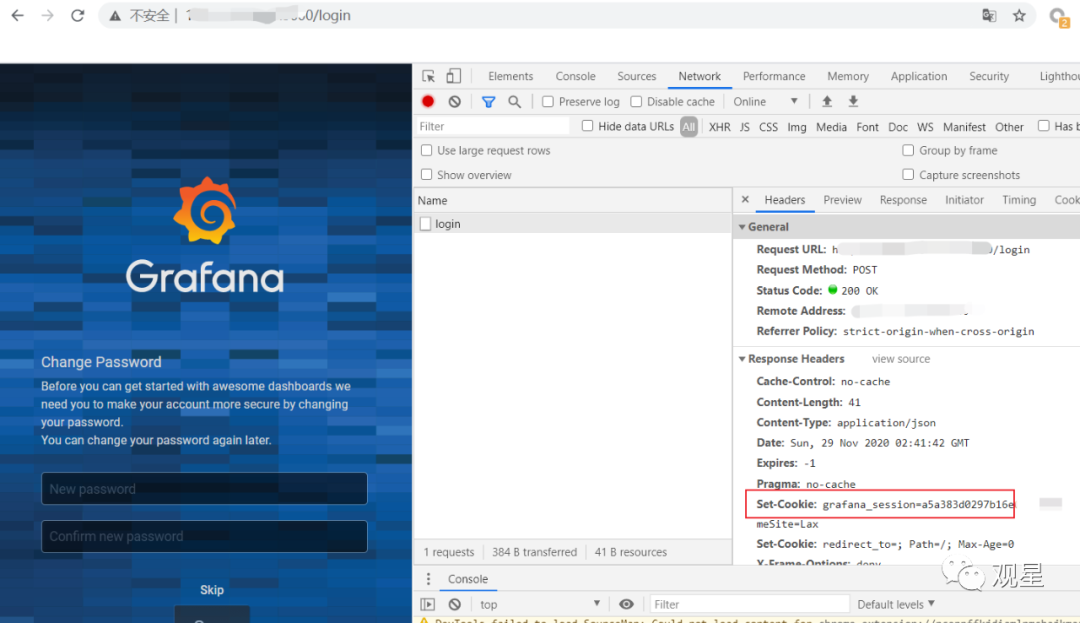 不安全 | /login
Elements Console Sources Network Performance Memory Application Security
Preserve log Disable cache Online
Filter Hide data URLs All XHR JS CSS Img Media Font Doc WS Manifest Other
Use large request rows Group by frame
Show overview Capture screenshots
Name
login
1 requests 384 B transferred 41 B resources
× Headers Preview Response Initiator Timing
General
Request URL: /login
Request Method: POST
Status Code: 200 OK
Remote Address:
Referrer Policy: strict-origin-when-cross-origin
Response Headers view source
Cache-Control: no-cache
Content-Length: 41
Content-Type: application/json
Date: Sun, 29 Nov 2020 02:41:42 GMT
Expires: -1
Pragma: no-cache
Set-Cookie: grafana_session=a5a383d0297b16e
meSite=Lax
Set-Cookie: redirect_to=; Path=/; Max-Age=0
X-Frame-Options: deny
Console
top Filter Default levels
Grafana
Change Password
Before you can get started with awesome dashboards we
need you to make your account more secure by changing
your password.
You can change your password again later.
New password
Confirm new password
Skip
观星